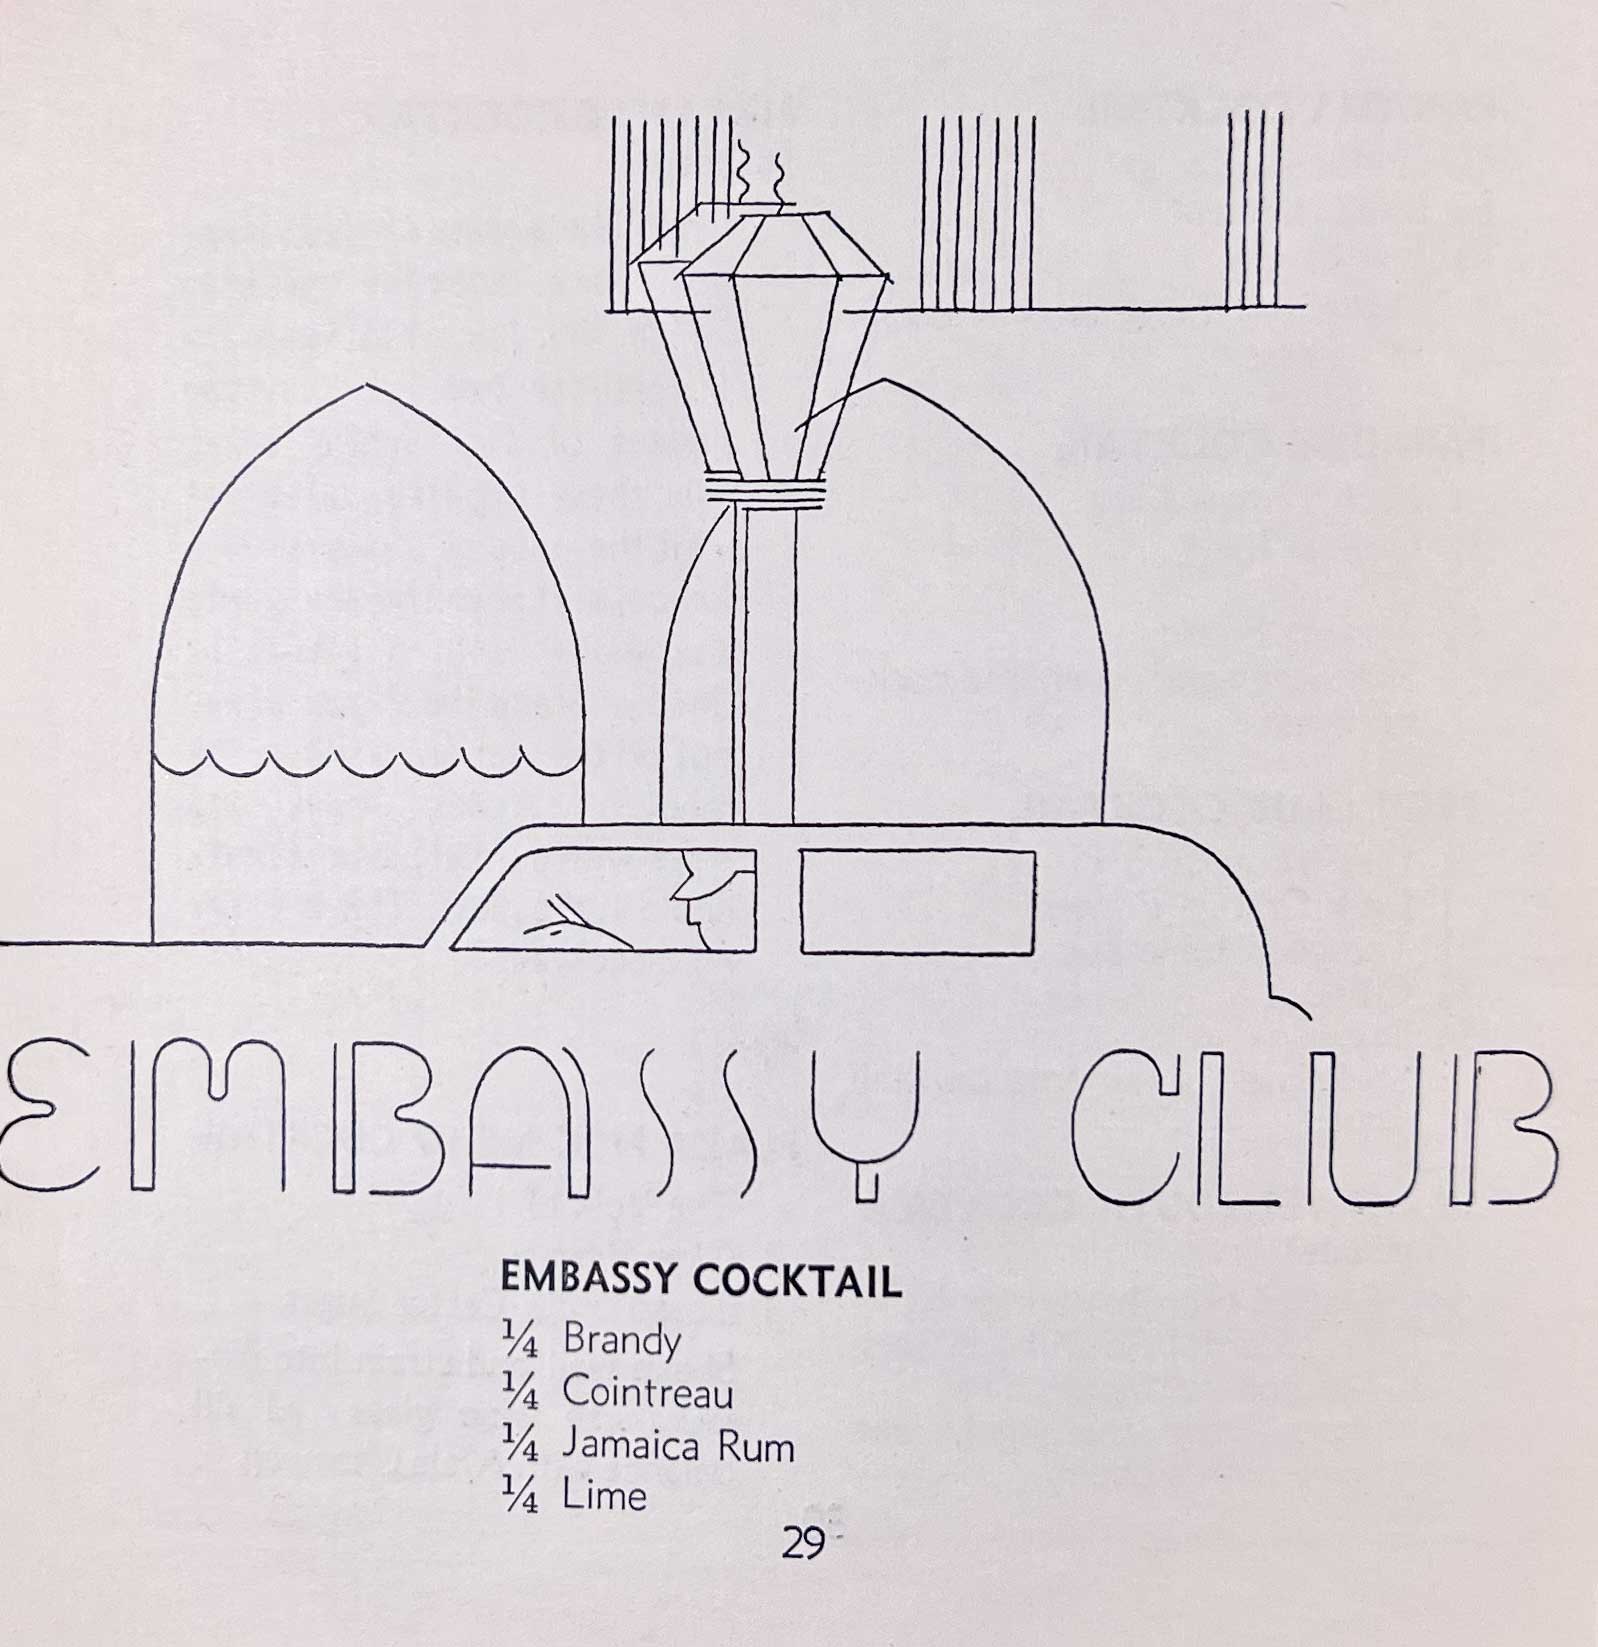 EMBASSY CLUB
EMBASSY COCKTAIL
¼ Brandy
¼ Cointreau
¼ Jamaica Rum
¼ Lime
29